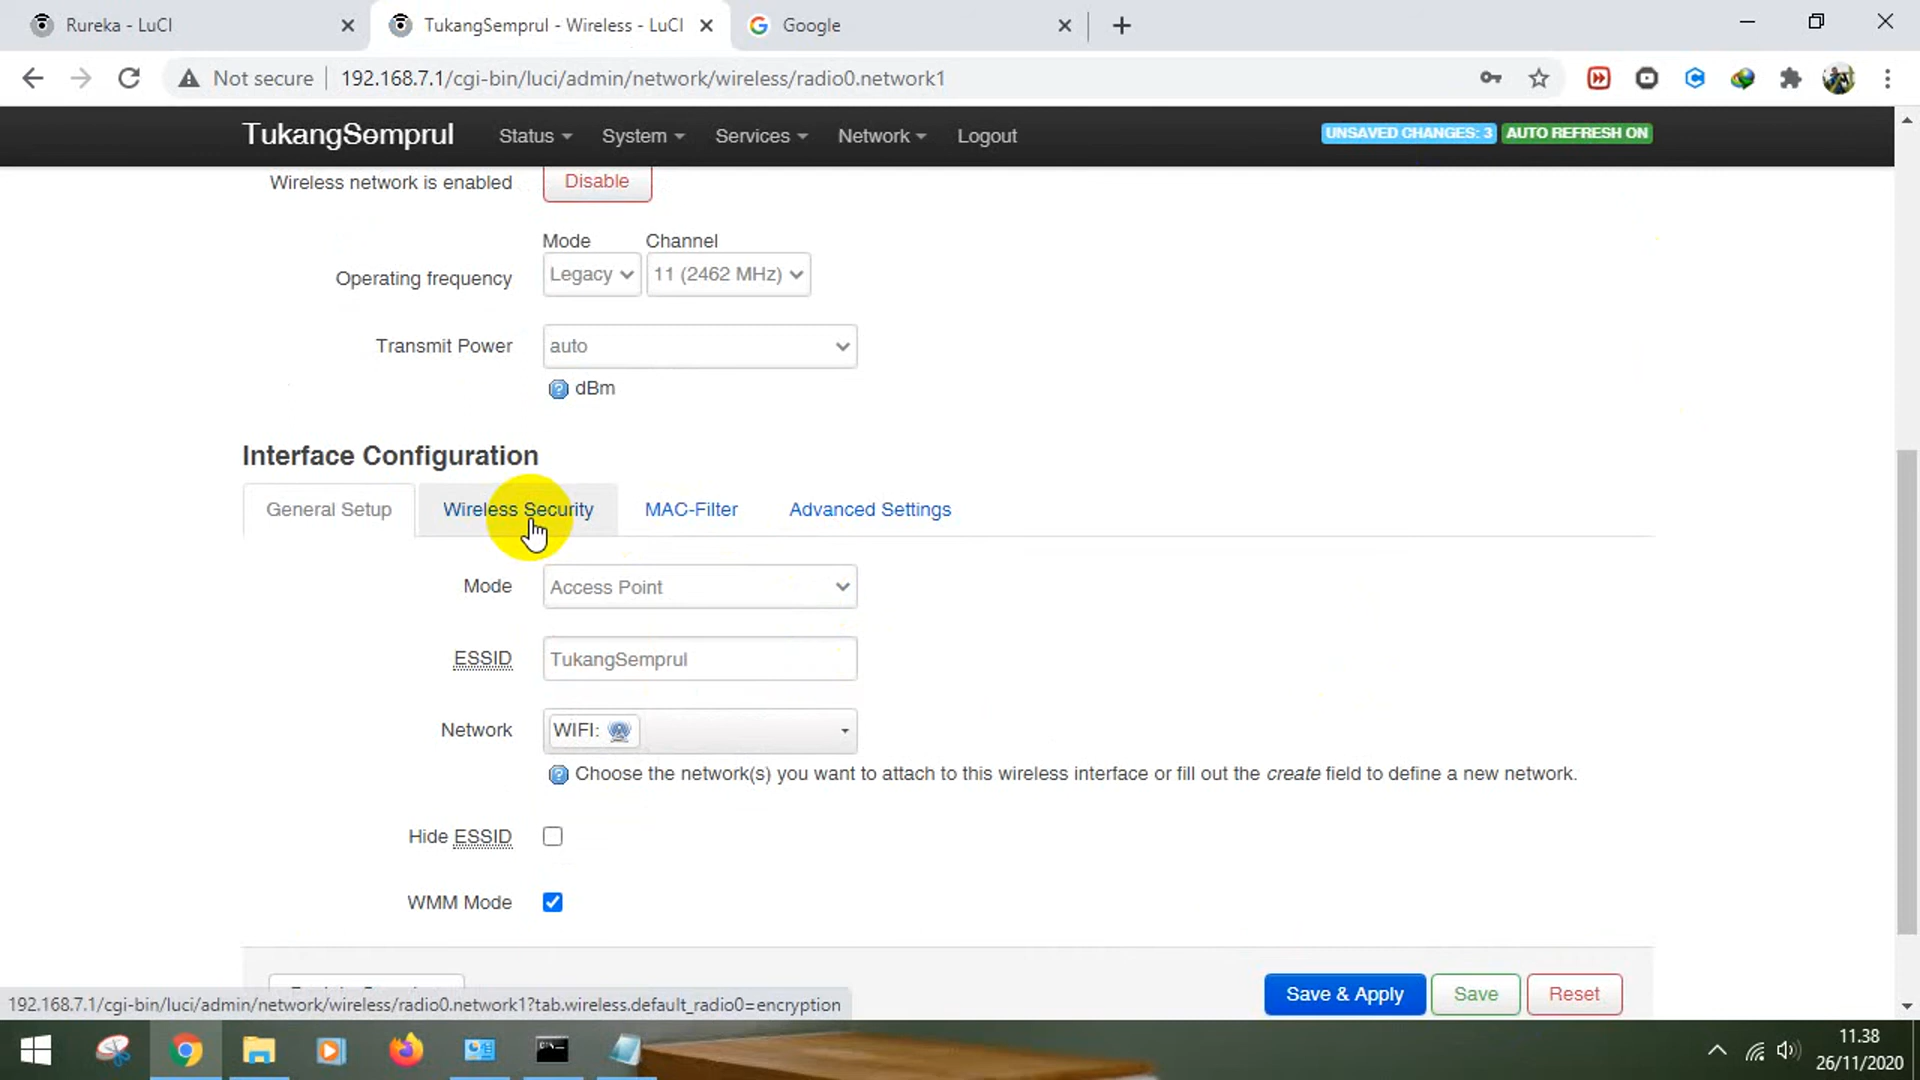 Rureka - LuCI
TukangSemprul - Wireless - LuCI
Google
Not secure
192.168.7.1/cgi-bin/luci/admin/network/wireless/radio0.network1
TukangSemprul Status System Services Network Logout UNSAVED CHANGES: 3 AUTO REFRESH ON
Wireless network is enabled Disable
Mode Channel
Operating frequency Legacy 11 (2462 MHz)
Transmit Power auto
dBm
Interface Configuration
General Setup Wireless Security MAC-Filter Advanced Settings
Mode Access Point
ESSID TukangSemprul
Network WIFI:
Choose the network(s) you want to attach to this wireless interface or fill out the create field to define a new network.
Hide ESSID
WMM Mode
Save & Apply Save Reset
192.168.7.1/cgi-bin/luci/admin/network/wireless/radio0.network1?tab.wireless.default_radio0=encryption
11.38
26/11/2020